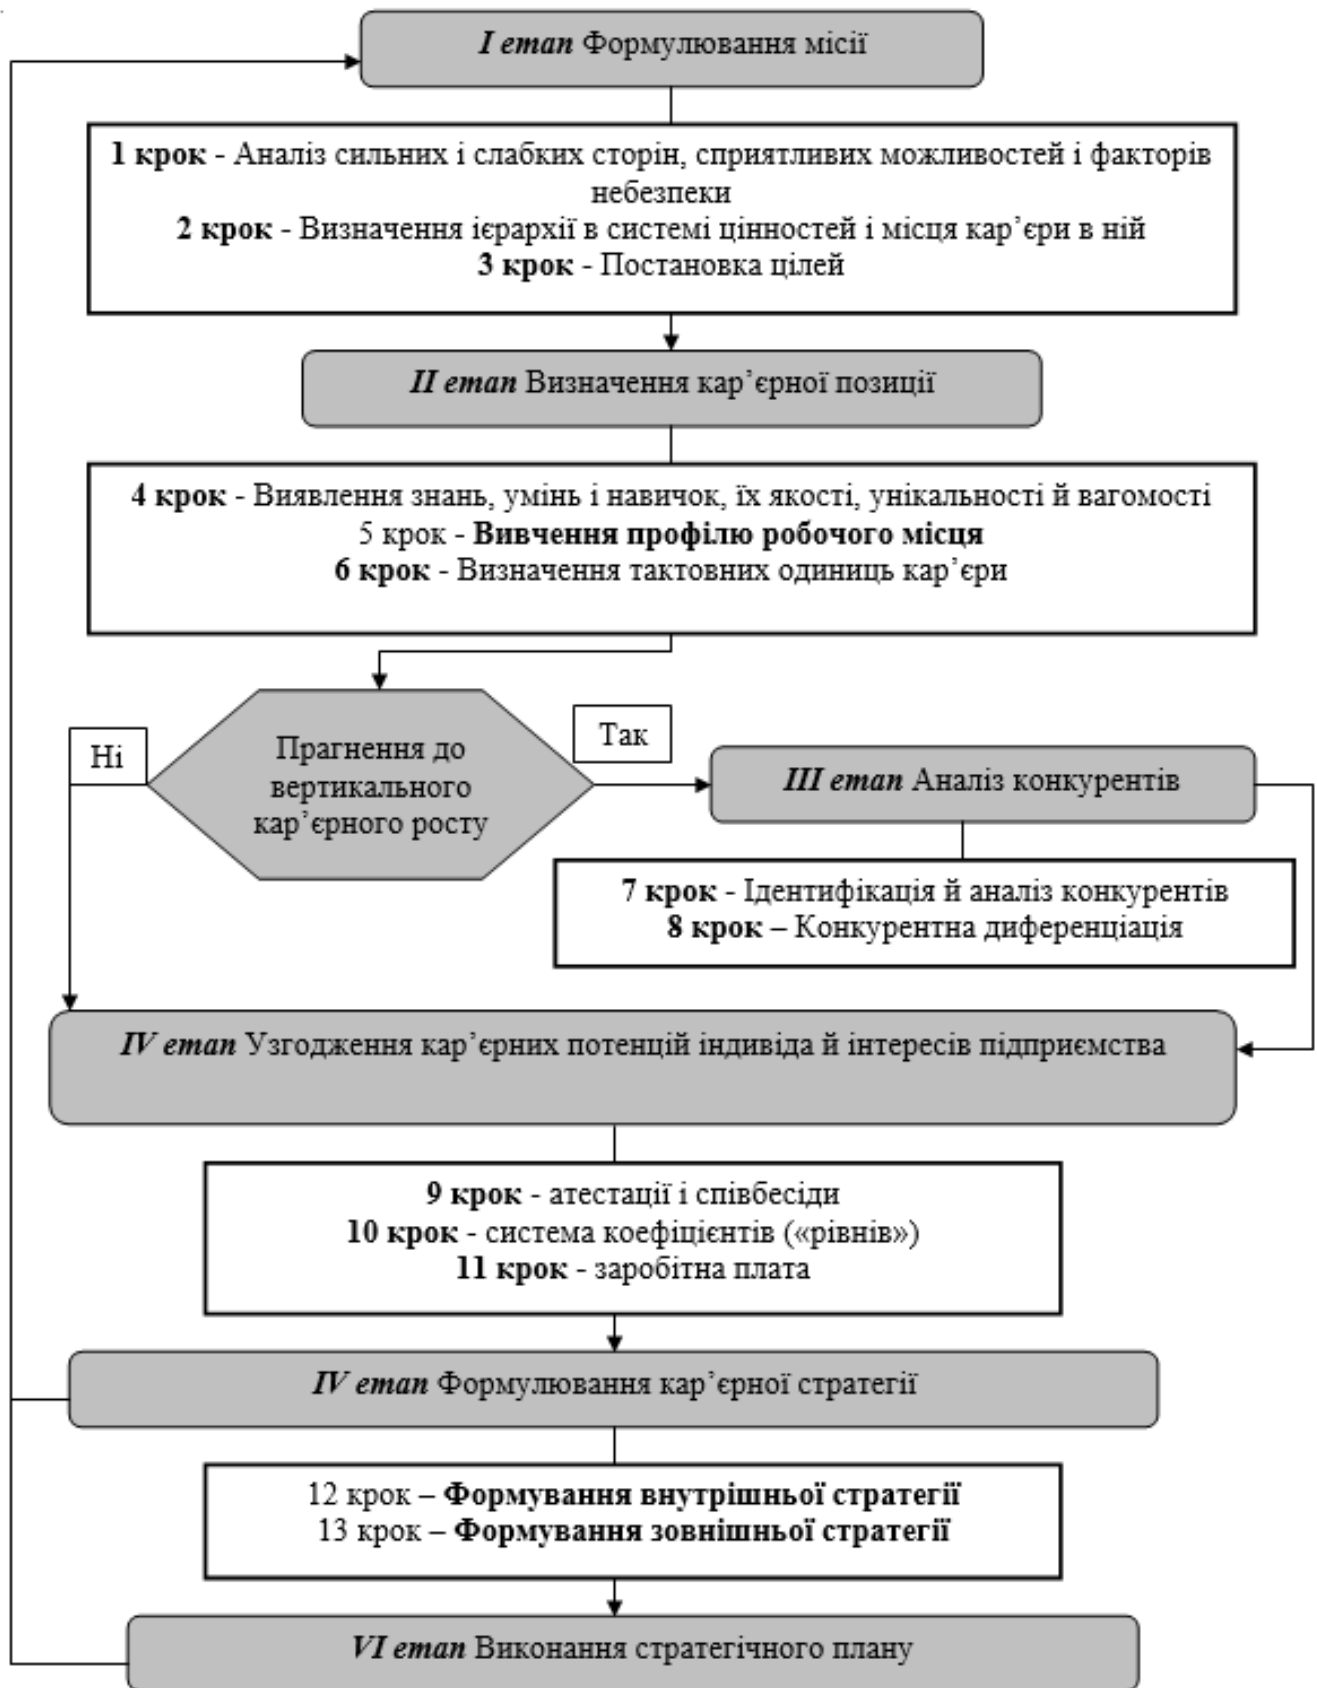 I етап Формулювання місії
1 крок - Аналіз сильних і слабких сторін, сприятливих можливостей і факторів
небезпеки
2 крок - Визначення ієрархії в системі цінностей і місця кар’єри в ній
3 крок - Постановка цілей
II етап Визначення кар’єрної позиції
4 крок - Виявлення знань, умінь і навичок, їх якості, унікальності й вагомості
5 крок - Вивчення профілю робочого місця
6 крок - Визначення тактовних одиниць кар’єри
Ні
Прагнення до
вертикального
кар’єрного росту
Так
III етап Аналіз конкурентів
7 крок - Ідентифікація й аналіз конкурентів
8 крок – Конкурентна диференціація
IV етап Узгодження кар’єрних потенцій індивіда й інтересів підприємства
9 крок - атестації і співбесіди
10 крок - система коефіцієнтів («рівнів»)
11 крок - заробітна плата
IV етап Формулювання кар’єрної стратегії
12 крок – Формування внутрішньої стратегії
13 крок – Формування зовнішньої стратегії
VI етап Виконання стратегічного плану